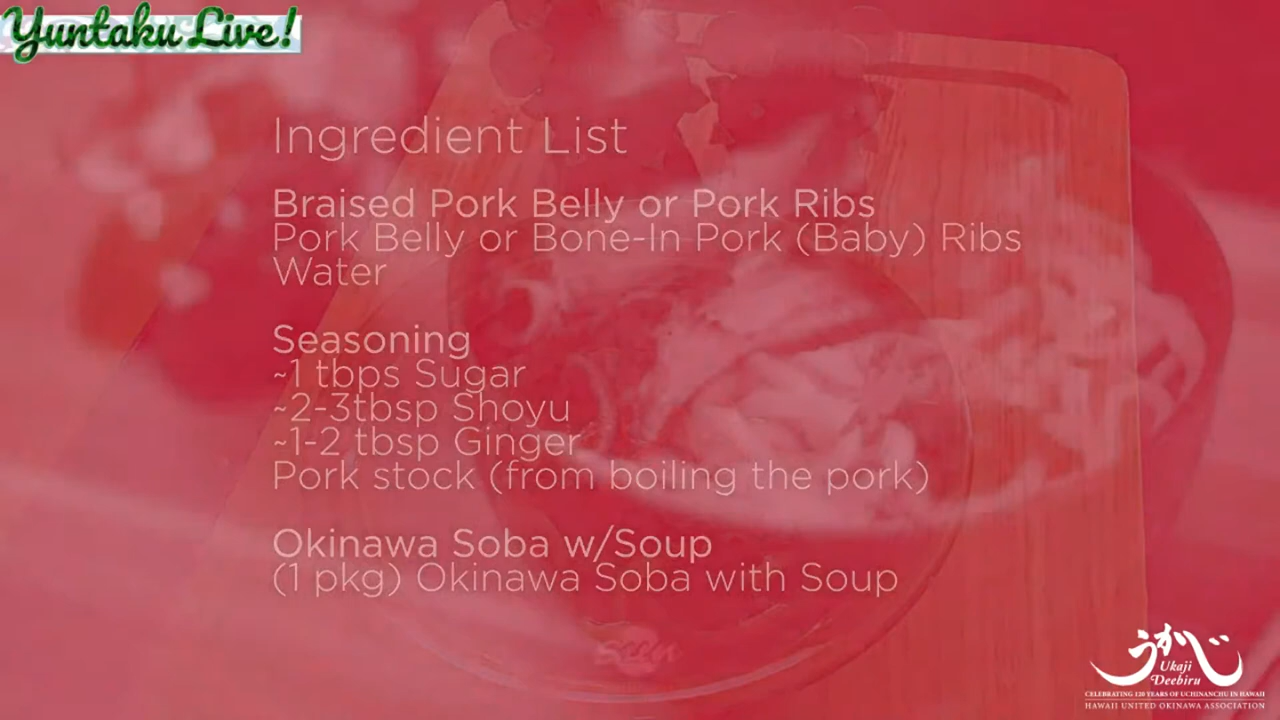 Yuntaku Live!
Ingredient List
Braised Pork Belly or Pork Ribs
Pork Belly or Bone-In Pork (Baby) Ribs
Water
Seasoning
~1 tbps Sugar
~2-3tbsp Shoyu
~1-2 tbsp Ginger
Pork stock (from boiling the pork)
Okinawa Soba w/Soup
(1 pkg) Okinawa Soba with Soup
うかじ
Ukaji
Deebiru
CELEBRATING 120 YEARS OF UCHINANCHU IN HAWAII
HAWAII UNITED OKINAWA ASSOCIATION